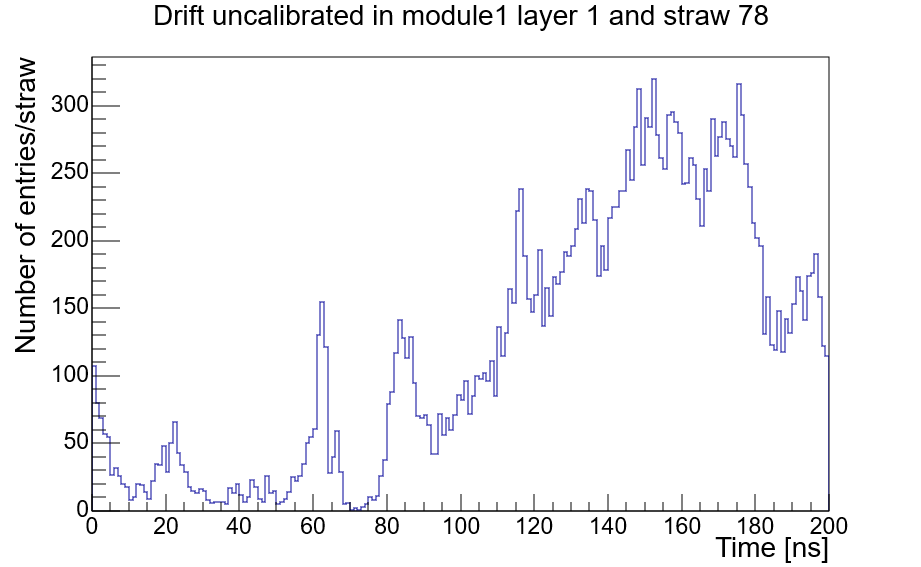 Drift uncalibrated in module1 layer 1 and straw 78
Number of entries/straw
300
250
200
150
100
50
0
0 20 40 60 80 100 120 140 160 180 200
Time [ns]